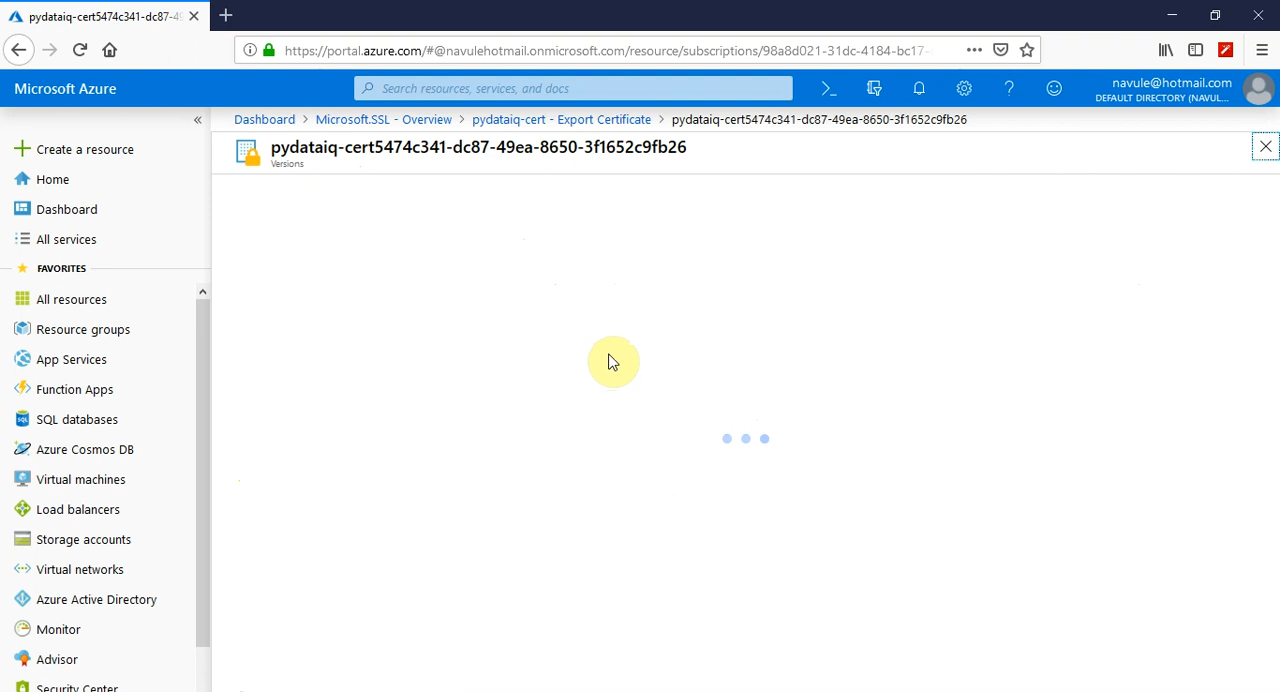 pydataiq-cert5474c341-dc87-49
https://portal.azure.com/#@navulehotmail.onmicrosoft.com/resource/subscriptions/98a8d021-31dc-4184-bc17-
Microsoft Azure
Search resources, services, and docs
navule@hotmail.com
DEFAULT DIRECTORY (NAVUL...
Dashboard > Microsoft.SSL - Overview > pydataiq-cert - Export Certificate > pydataiq-cert5474c341-dc87-49ea-8650-3f1652c9fb26
pydataiq-cert5474c341-dc87-49ea-8650-3f1652c9fb26
Versions
Create a resource
Home
Dashboard
All services
FAVORITES
All resources
Resource groups
App Services
Function Apps
SQL databases
Azure Cosmos DB
Virtual machines
Load balancers
Storage accounts
Virtual networks
Azure Active Directory
Monitor
Advisor
Security Center